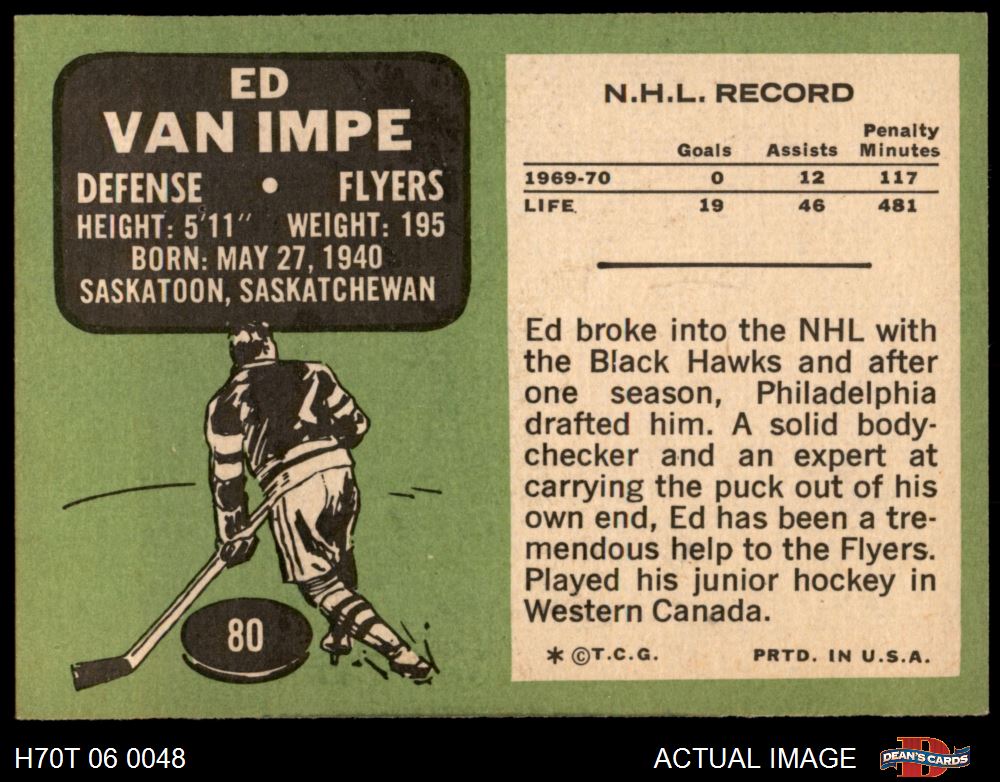 ED
VAN IMPE
DEFENSE • FLYERS
HEIGHT: 5'11" WEIGHT: 195
BORN: MAY 27, 1940
SASKATOON, SASKATCHEWAN
80
N.H.L. RECORD
Goals Assists Penalty Minutes
1969-70 0 12 117
LIFE 19 46 481
Ed broke into the NHL with
the Black Hawks and after
one season, Philadelphia
drafted him. A solid body-
checker and an expert at
carrying the puck out of his
own end, Ed has been a tre-
mendous help to the Flyers.
Played his junior hockey in
Western Canada.
* ©T.C.G. PRTD. IN U.S.A.
H70T 06 0048 ACTUAL IMAGE DEAN'S CARDS